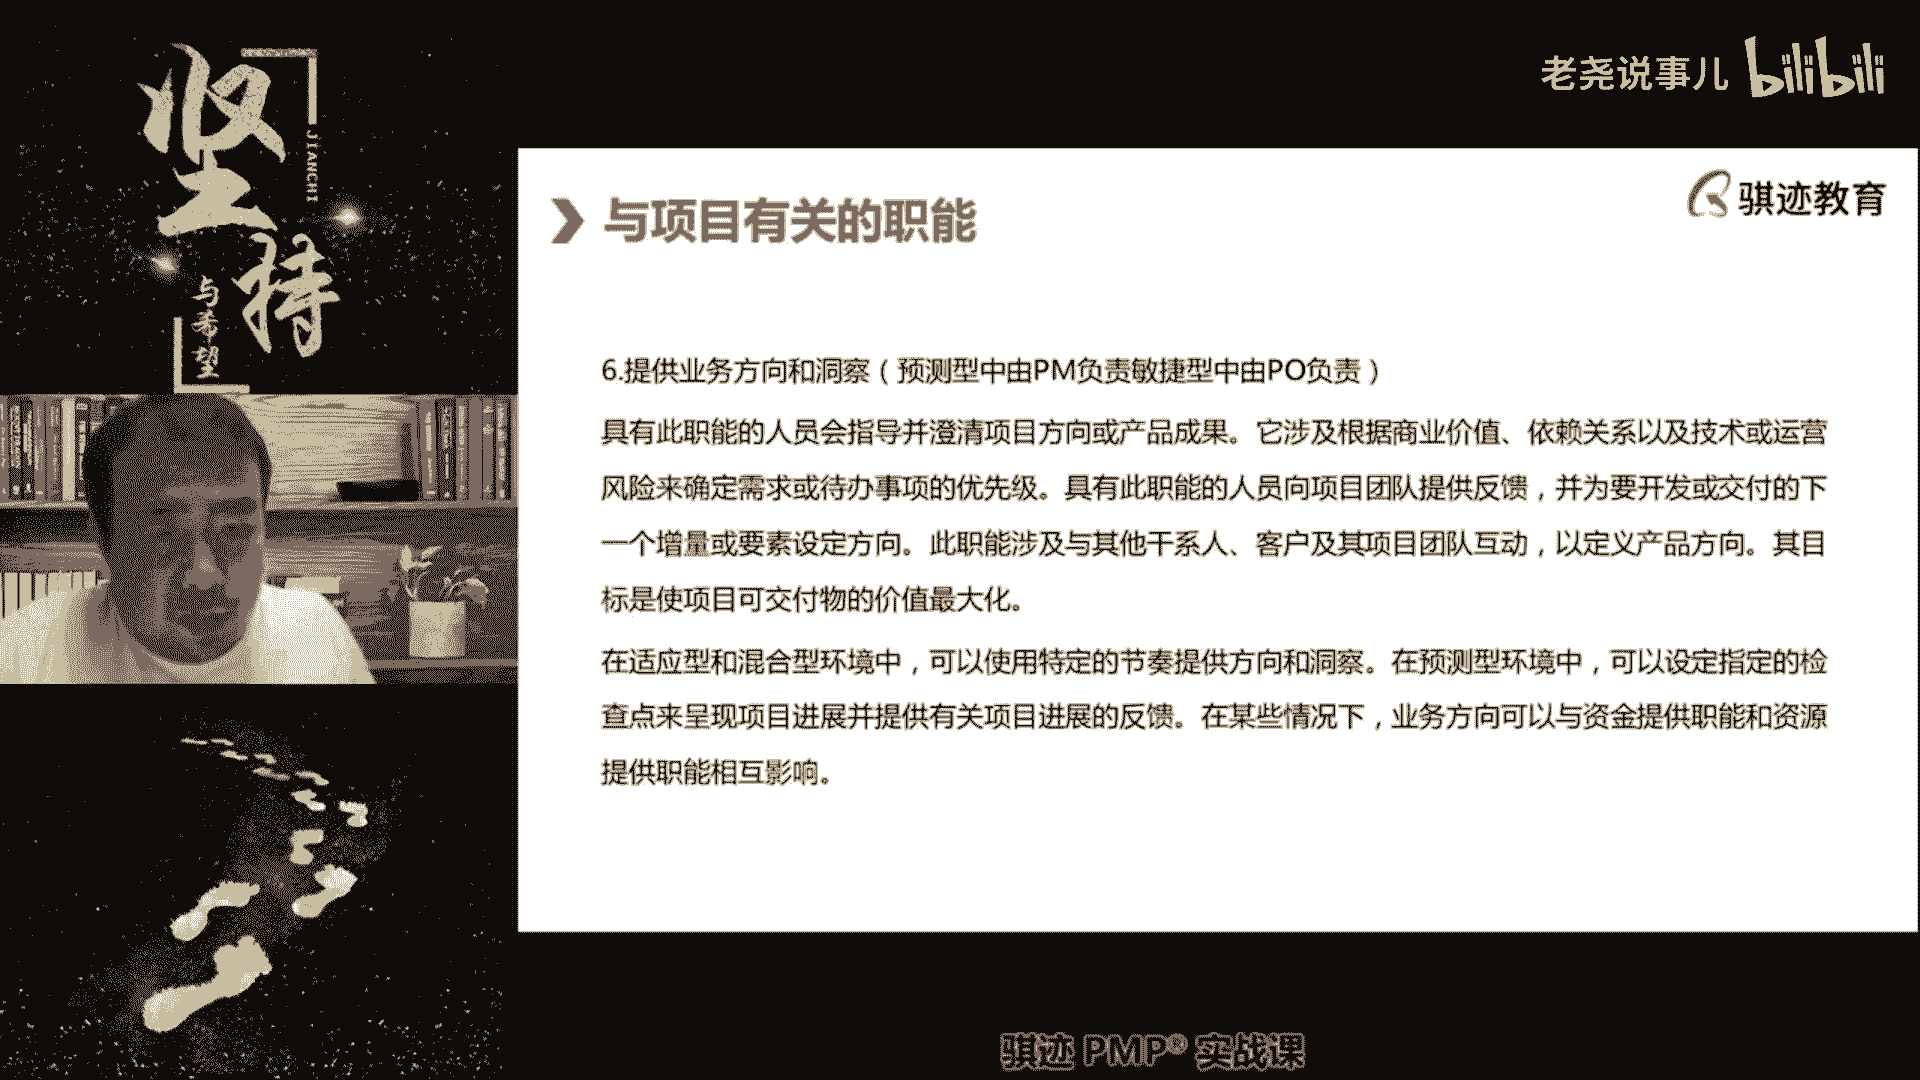 坚持
JIANCHI
与希望
老尧说事儿 bilibili
骐迹教育
与项目有关的职能
6.提供业务方向和洞察（预测型中由PM负责敏捷型中由PO负责）
具有此职能的人员会指导并澄清项目方向或产品成果。它涉及根据商业价值、依赖关系以及技术或运营
风险来确定需求或待办事项的优先级。具有此职能的人员向项目团队提供反馈，并为要开发或交付的下
一个增量或要素设定方向。此职能涉及与其他干系人、客户及其项目团队互动，以定义产品方向。其目
标是使项目可交付物的价值最大化。
在适应型和混合型环境中，可以使用特定的节奏提供方向和洞察。在预测型环境中，可以设定指定的检
查点来呈现项目进展并提供有关项目进展的反馈。在某些情况下，业务方向可以与资金提供职能和资源
提供职能相互影响。
骐迹 PMP® 实战课